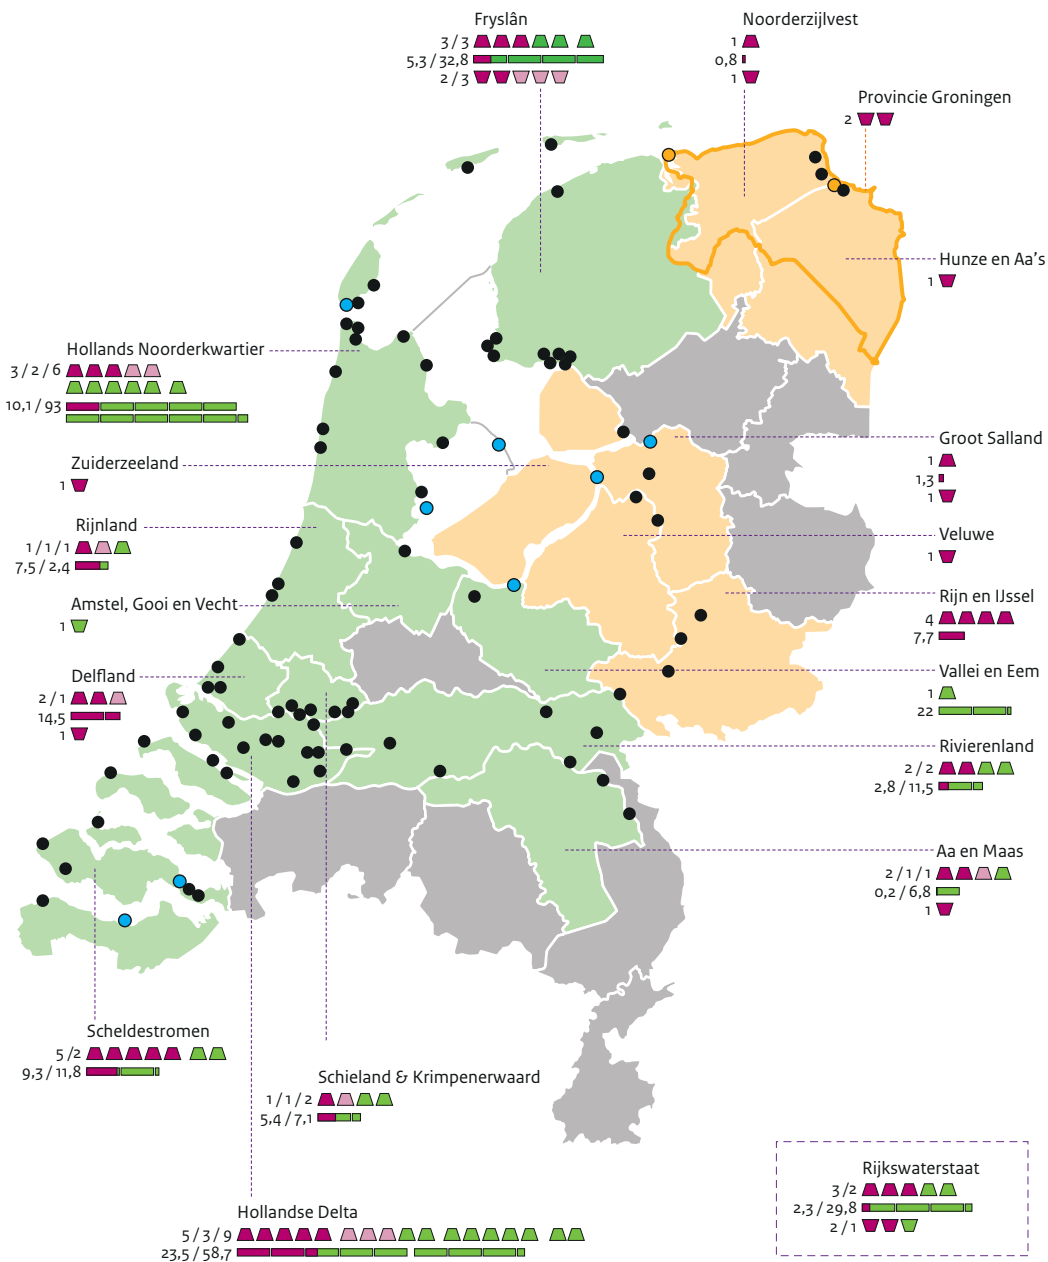 Fryslân
3 / 3
5,3 / 32,8
2 / 3
Noorderzijlvest
1
0,8
1
Provincie Groningen
2
Hunze en Aa's
1
Hollands Noorderkwartier
3 / 2 / 6
10,1 / 93
Zuiderzeeland
1
Rijnland
1 / 1 / 1
7,5 / 2,4
Amstel, Gooi en Vecht
1
Delfland
2 / 1
14,5
1
Groot Salland
1
1,3
1
Veluwe
1
Rijn en IJssel
4
7,7
Vallei en Eem
1
22
Rivierenland
2 / 2
2,8 / 11,5
Aa en Maas
2 / 1 / 1
0,2 / 6,8
1
Scheldestromen
5 /2
9,3 / 11,8
Schieland & Krimpenerwaard
1 / 1 / 2
5,4 / 7,1
Hollandse Delta
5 / 3 / 9
23,5 / 58,7
Rijkswaterstaat
3 /2
2,3 / 29,8
2 / 1